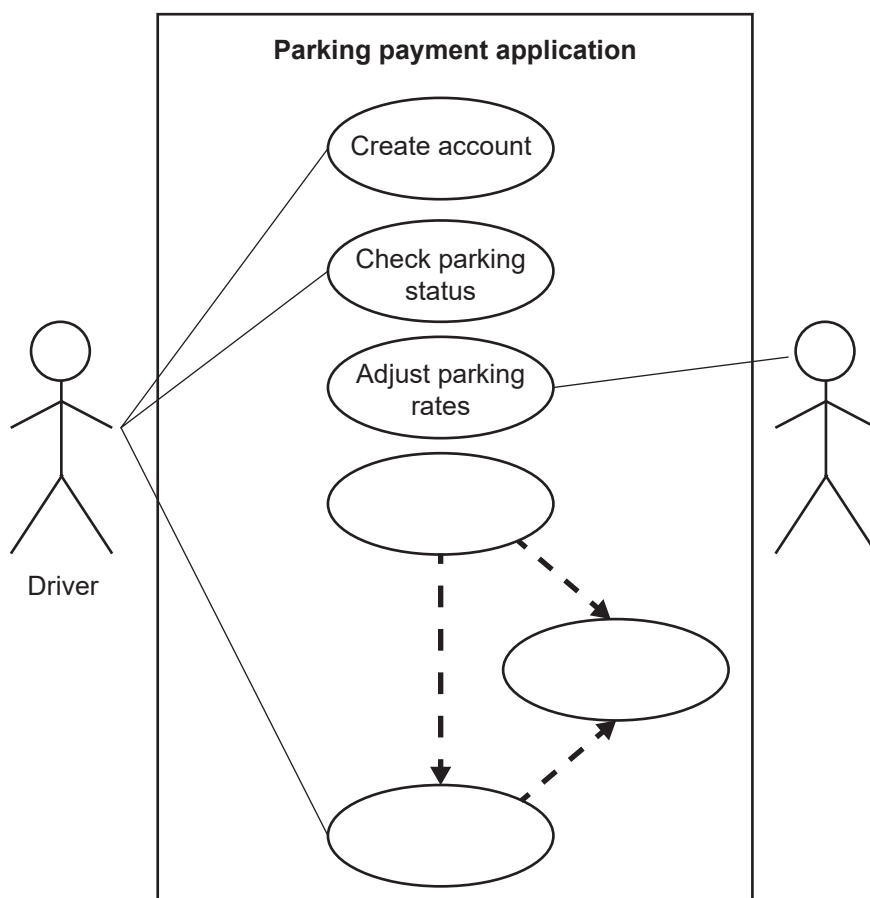 Parking payment application
Create account
Check parking
status
Adjust parking
rates
Driver